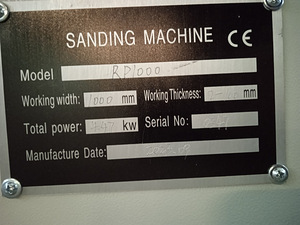 SANDING MACHINE CE
Model RP1000
Working width: 1000 mm Working Thickness: mm
Total power: kw Serial No:
Manufacture Date: